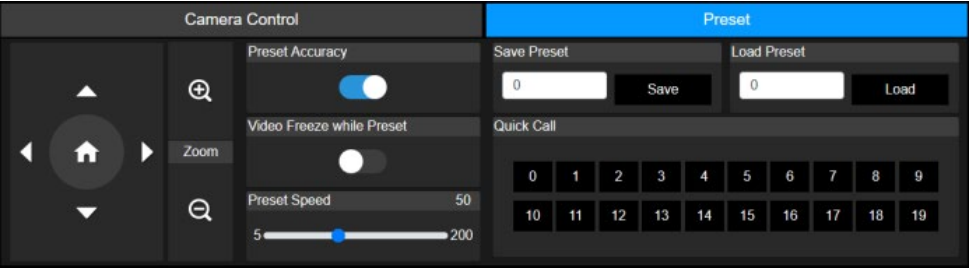 Camera Control
Preset
Zoom
Preset Accuracy
Video Freeze while Preset
Preset Speed 50
5 200
Save Preset
0 Save
Load Preset
0 Load
Quick Call
0 1 2 3 4 5 6 7 8 9
10 11 12 13 14 15 16 17 18 19